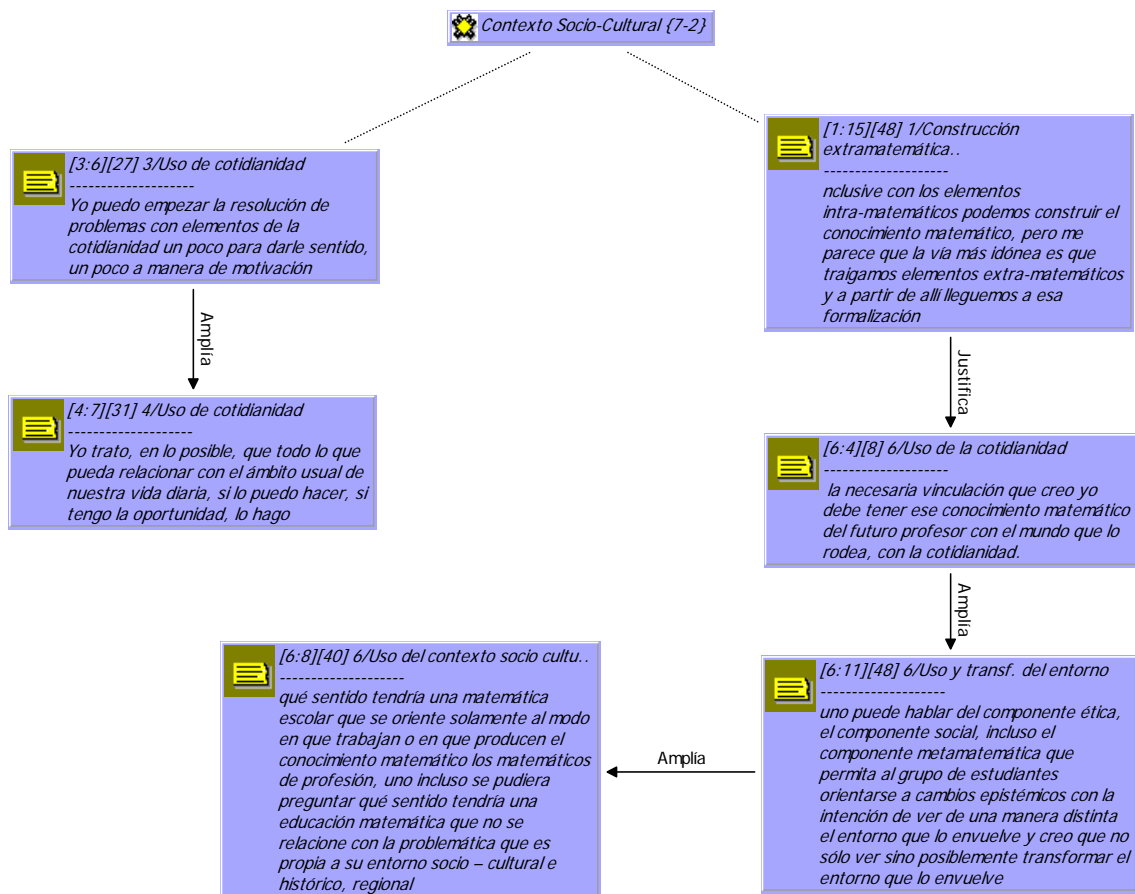 Contexto Socio-Cultural {7-2}
[3:6][27] 3/Uso de cotidianidad
--------------------
Yo puedo empezar la resolución de
problemas con elementos de la
cotidianidad un poco para darle sentido,
un poco a manera de motivación
Amplía
[4:7][31] 4/Uso de cotidianidad
--------------------
Yo trato, en lo posible, que todo lo que
pueda relacionar con el ámbito usual de
nuestra vida diaria, si lo puedo hacer, si
tengo la oportunidad, lo hago
[1:15][48] 1/Construcción
extramatemática..
--------------------
nclusive con los elementos
intra-matemáticos podemos construir el
conocimiento matemático, pero me
parece que la vía más idónea es que
traigamos elementos extra-matemáticos
y a partir de allí lleguemos a esa
formalización
Justifica
[6:4][8] 6/Uso de la cotidianidad
--------------------
la necesaria vinculación que creo yo
debe tener ese conocimiento matemático
del futuro profesor con el mundo que lo
rodea, con la cotidianidad.
Amplía
[6:11][48] 6/Uso y transf. del entorno
--------------------
uno puede hablar del componente ética,
el componente social, incluso el
componente metamatemática que
permita al grupo de estudiantes
orientarse a cambios epistémicos con la
intención de ver de una manera distinta
el entorno que lo envuelve y creo que no
sólo ver sino posiblemente transformar el
entorno que lo envuelve
Amplía
[6:8][40] 6/Uso del contexto socio cultu..
--------------------
qué sentido tendría una matemática
escolar que se oriente solamente al modo
en que trabajan o en que producen el
conocimiento matemático los matemáticos
de profesión, uno incluso se pudiera
preguntar qué sentido tendría una
educación matemática que no se
relacione con la problemática que es
propia a su entorno socio – cultural e
histórico, regional